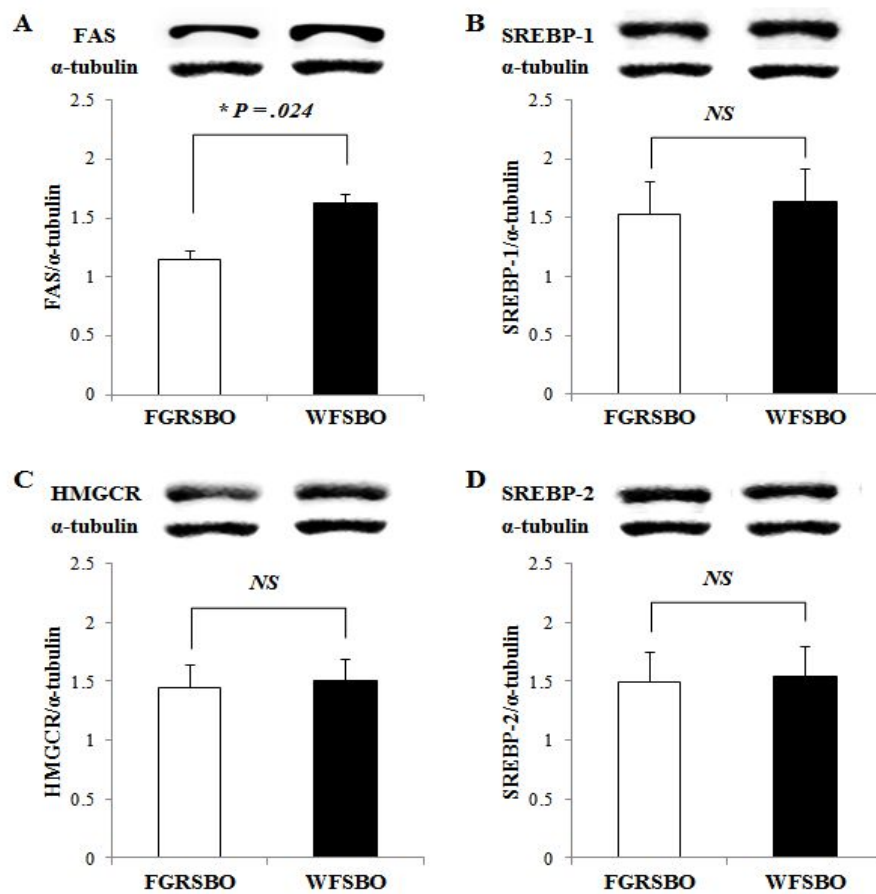 A
FAS
α-tubulin
2.5
* P = .024
2
1.5
1
0.5
0
FAS/α-tubulin
FGRSBO WFSBO
B
SREBP-1
α-tubulin
2.5
NS
2
1.5
1
0.5
0
SREBP-1/α-tubulin
FGRSBO WFSBO
C
HMGCR
α-tubulin
2.5
NS
2
1.5
1
0.5
0
HMGCR/α-tubulin
FGRSBO WFSBO
D
SREBP-2
α-tubulin
2.5
NS
2
1.5
1
0.5
0
SREBP-2/α-tubulin
FGRSBO WFSBO